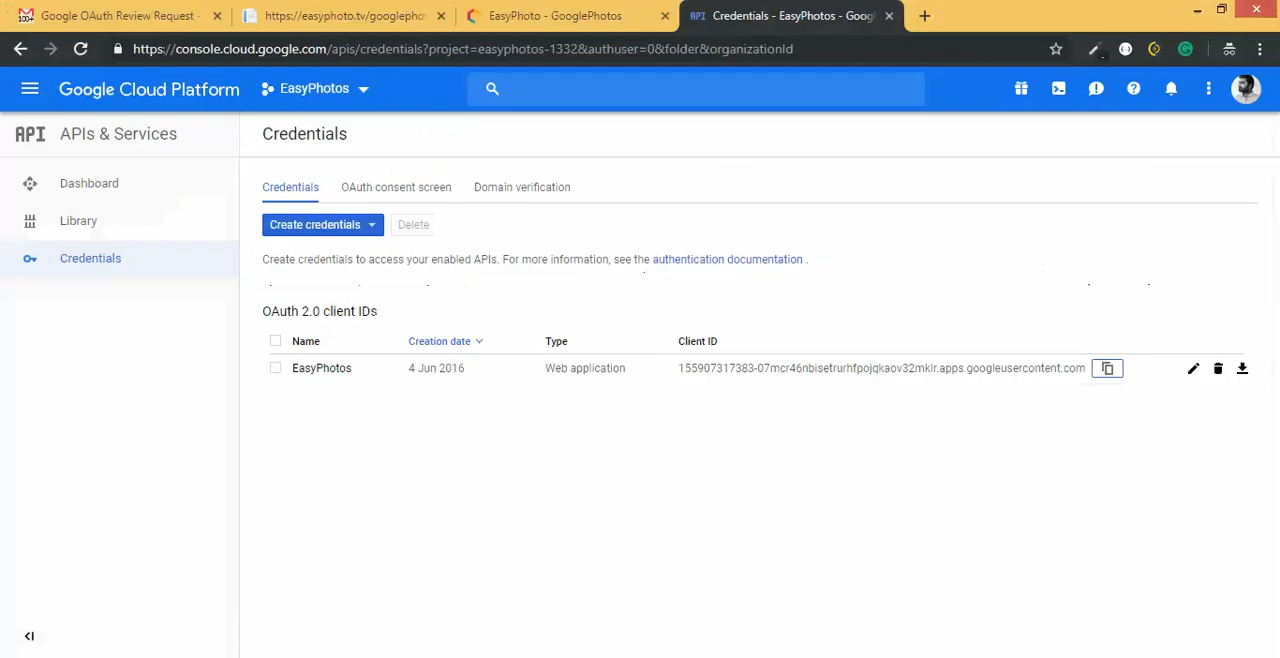 Google OAuth Review Request -
https://easyphoto.tv/googlephot
EasyPhoto - GooglePhotos
API Credentials - EasyPhotos - Goog
https://console.cloud.google.com/apis/credentials?project=easyphotos-1332&authuser=0&folder&organizationId
Google Cloud Platform
EasyPhotos
API APIs & Services
Credentials
Dashboard
Library
Credentials
Credentials
OAuth consent screen
Domain verification
Create credentials
Delete
Create credentials to access your enabled APIs. For more information, see the authentication documentation .
OAuth 2.0 client IDs
Name Creation date Type Client ID
EasyPhotos 4 Jun 2016 Web application 155907317383-07mcr46nbisetrurhfpojqkaov32mklr.apps.googleusercontent.com